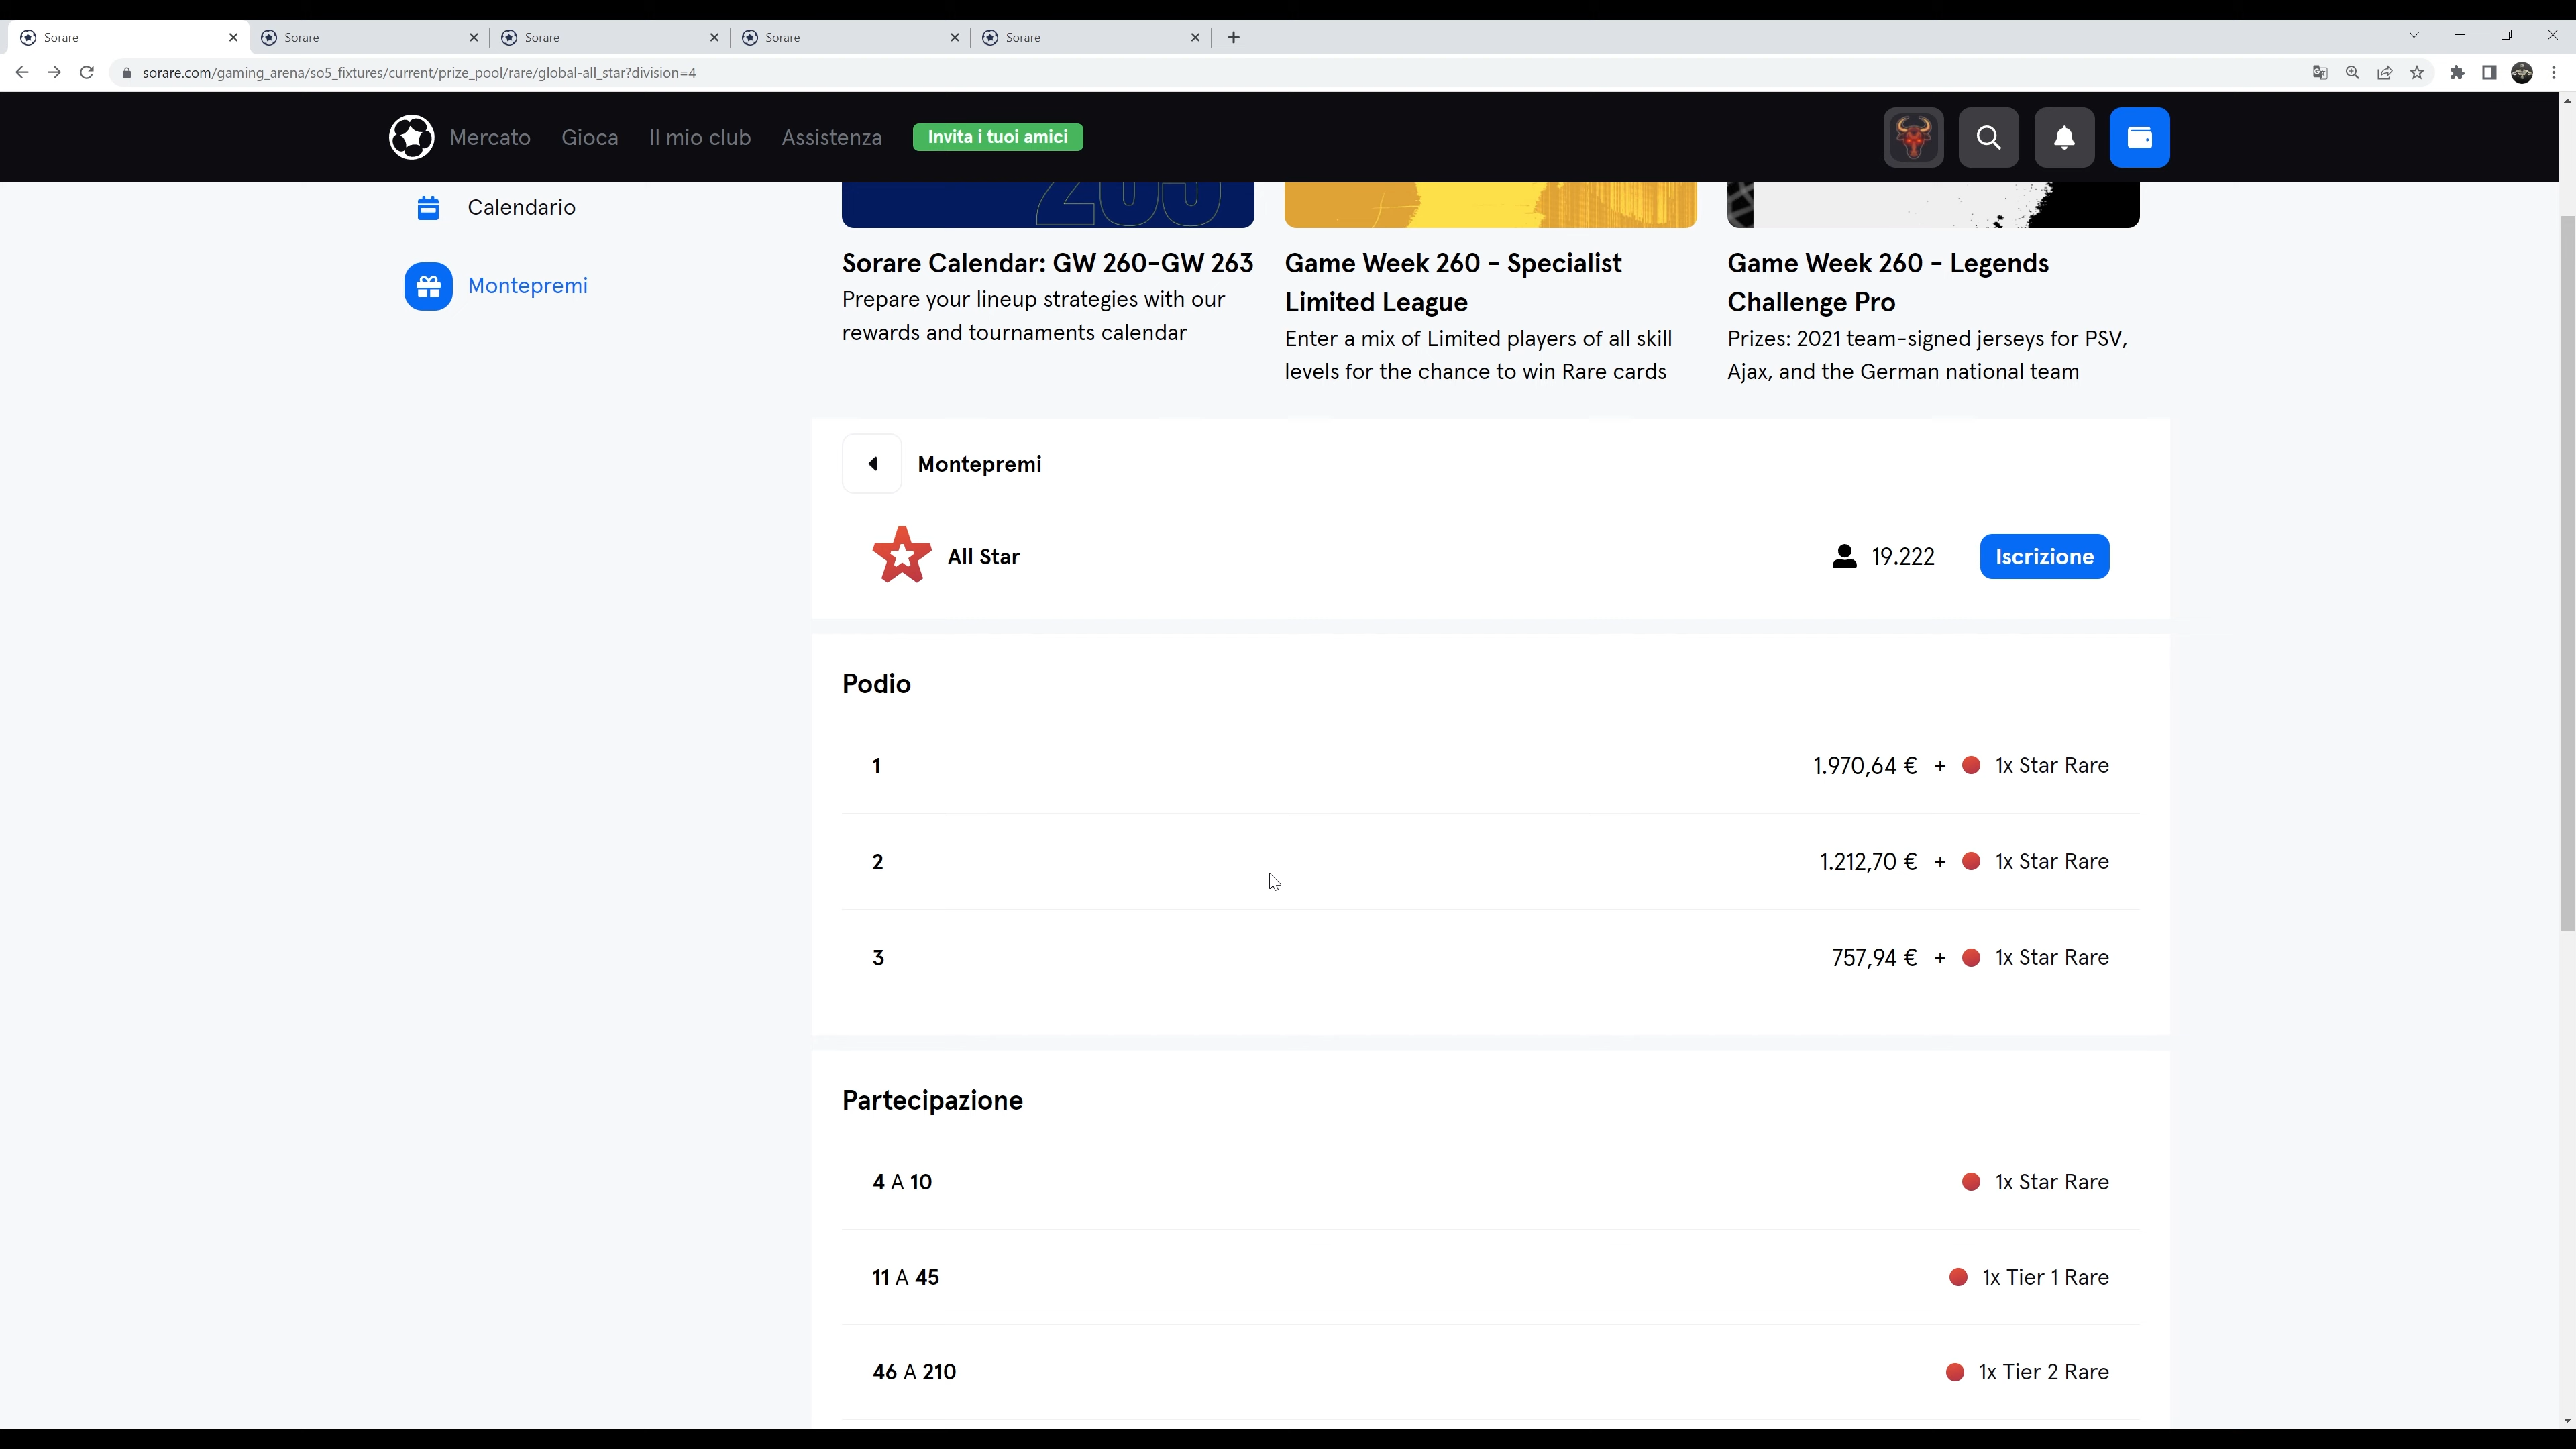 Sorare
Sorare
Sorare
Sorare
Sorare
sorare.com/gaming_arena/so5_fixtures/current/prize_pool/rare/global-all_star?division=4
Mercato
Gioca
Il mio club
Assistenza
Invita i tuoi amici
Calendario
Montepremi
Sorare Calendar: GW 260-GW 263
Prepare your lineup strategies with our
rewards and tournaments calendar
Game Week 260 - Specialist
Limited League
Enter a mix of Limited players of all skill
levels for the chance to win Rare cards
Game Week 260 - Legends
Challenge Pro
Prizes: 2021 team-signed jerseys for PSV,
Ajax, and the German national team
Montepremi
All Star
19.222
Iscrizione
Podio
1
1.970,64 € + 1x Star Rare
2
1.212,70 € + 1x Star Rare
3
757,94 € + 1x Star Rare
Partecipazione
4 A 10
1x Star Rare
11 A 45
1x Tier 1 Rare
46 A 210
1x Tier 2 Rare